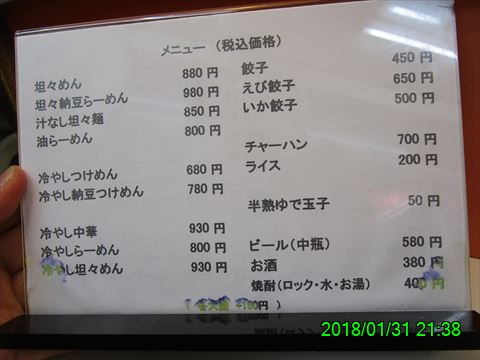 メニュー（税込価格）
坦々めん 880 円
坦々納豆らーめん 980 円
汁なし坦々麺 850 円
油らーめん 800 円
冷やしつけめん 680 円
冷やし納豆つけめん 780 円
冷やし中華 930 円
冷やしらーめん 800 円
冷やし坦々めん 930 円
餃子 450 円
えび餃子 650 円
いか餃子 500 円
チャーハン 700 円
ライス 200 円
半熟ゆで玉子 50 円
ビール（中瓶） 580 円
お酒 380 円
焼酎（ロック・水・お湯） 400 円
2018/01/31 21:38